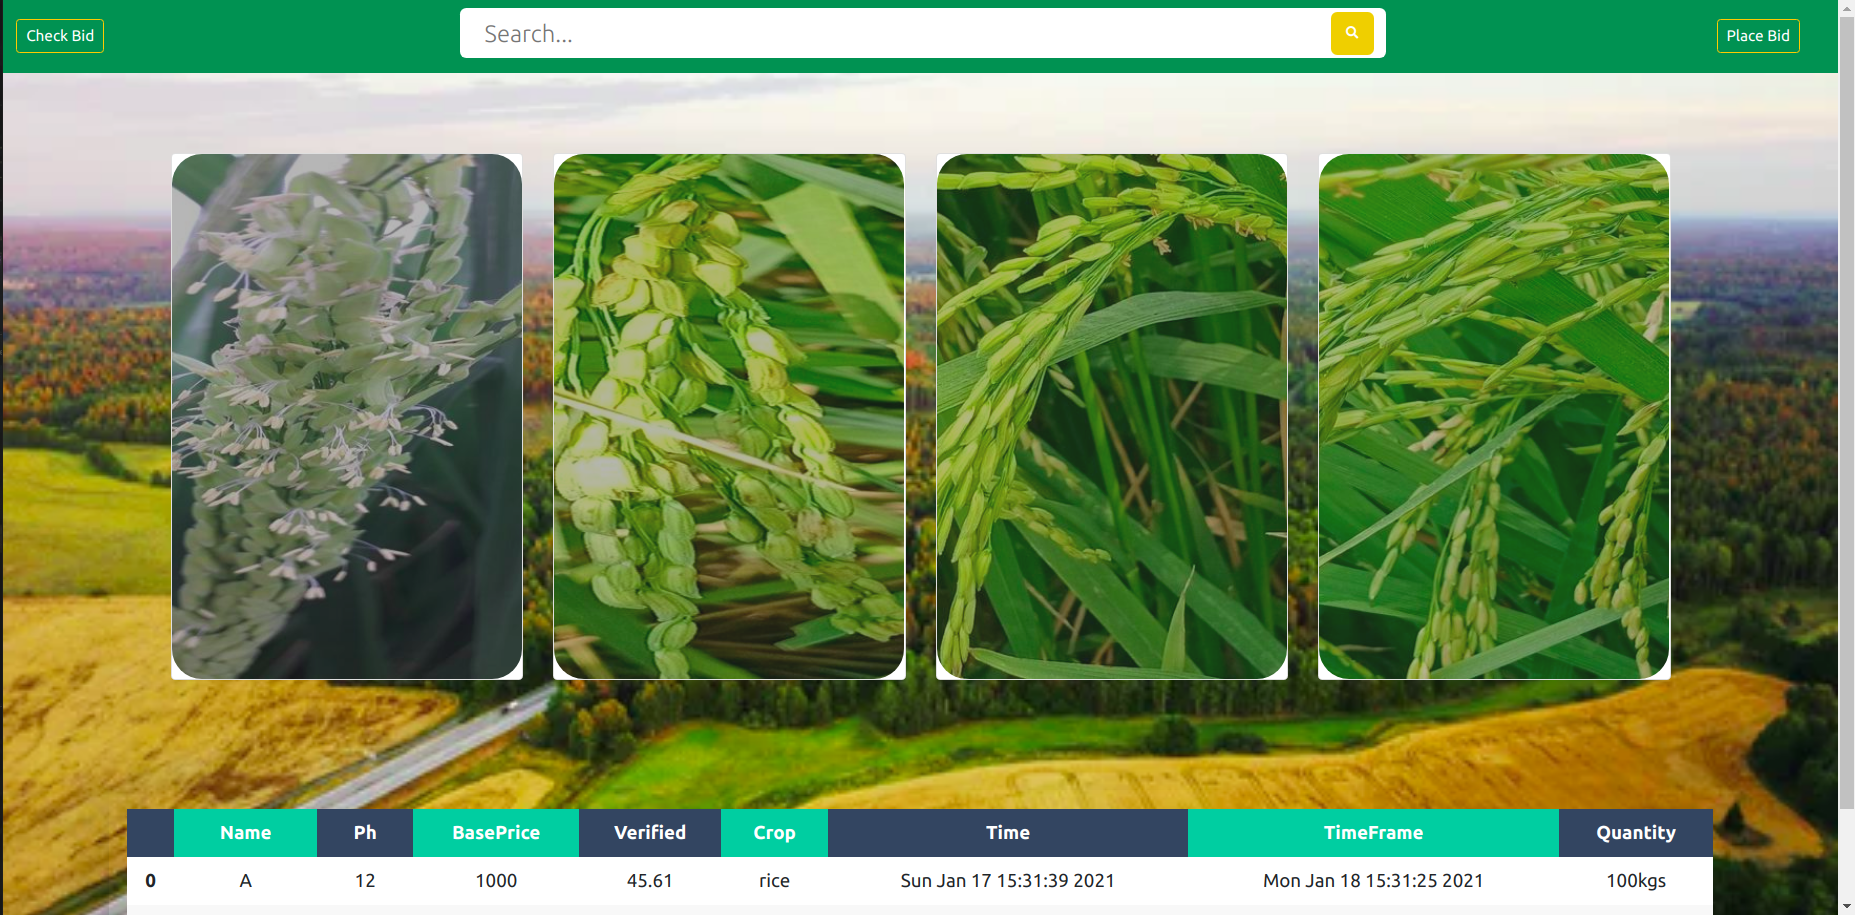 Check Bid
Search...
Place Bid
Name Ph BasePrice Verified Crop Time TimeFrame Quantity
0 A 12 1000 45.61 rice Sun Jan 17 15:31:39 2021 Mon Jan 18 15:31:25 2021 100kgs